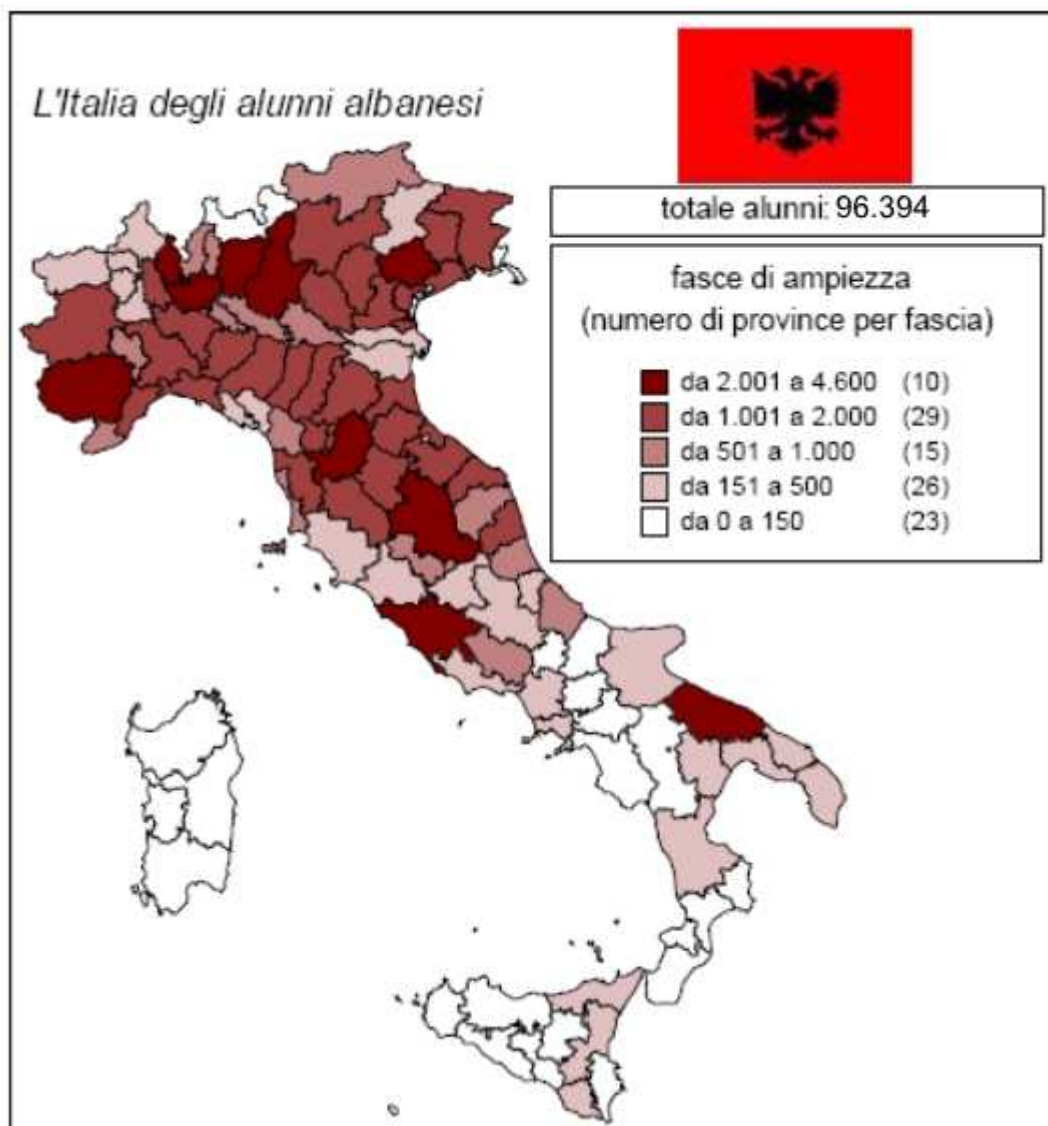 L'Italia degli alunni albanesi
totale alunni: 96.394
fasce di ampiezza
(numero di province per fascia)
da 2.001 a 4.600 (10)
da 1.001 a 2.000 (29)
da 501 a 1.000 (15)
da 151 a 500 (26)
da 0 a 150 (23)